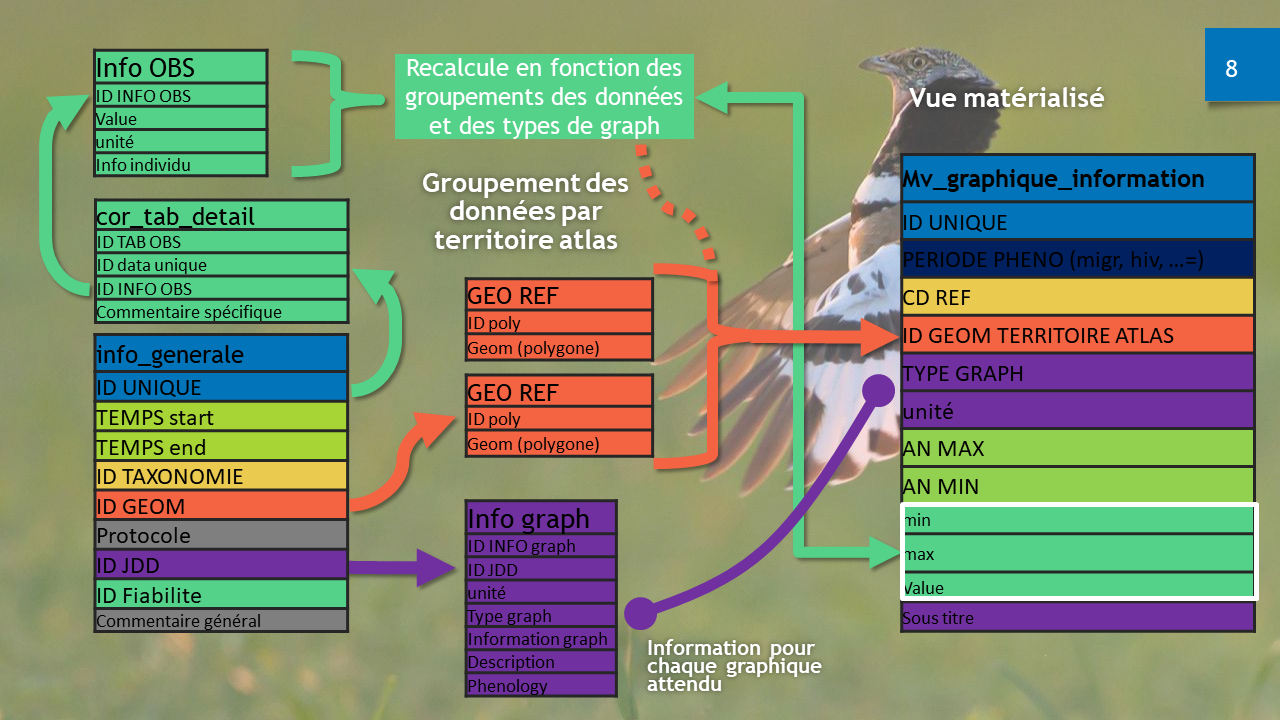 8
Info OBS
ID INFO OBS
Value
unité
Info individu
Recalcule en fonction des
groupements des données
et des types de graph
Vue matérialisé
Groupement des
données par
territoire atlas
cor_tab_detail
ID TAB OBS
ID data unique
ID INFO OBS
Commentaire spécifique
info_generale
ID UNIQUE
TEMPS start
TEMPS end
ID TAXONOMIE
ID GEOM
Protocole
ID JDD
ID Fiabilite
Commentaire général
GEO REF
ID poly
Geom (polygone)
GEO REF
ID poly
Geom (polygone)
Info graph
ID INFO graph
ID JDD
unité
Type graph
Information graph
Description
Phenology
Information pour
chaque graphique
attendu
Mv_graphique_information
ID UNIQUE
PERIODE PHENO (migr, hiv, ...=)
CD REF
ID GEOM TERRITOIRE ATLAS
TYPE GRAPH
unité
AN MAX
AN MIN
min
max
Value
Sous titre